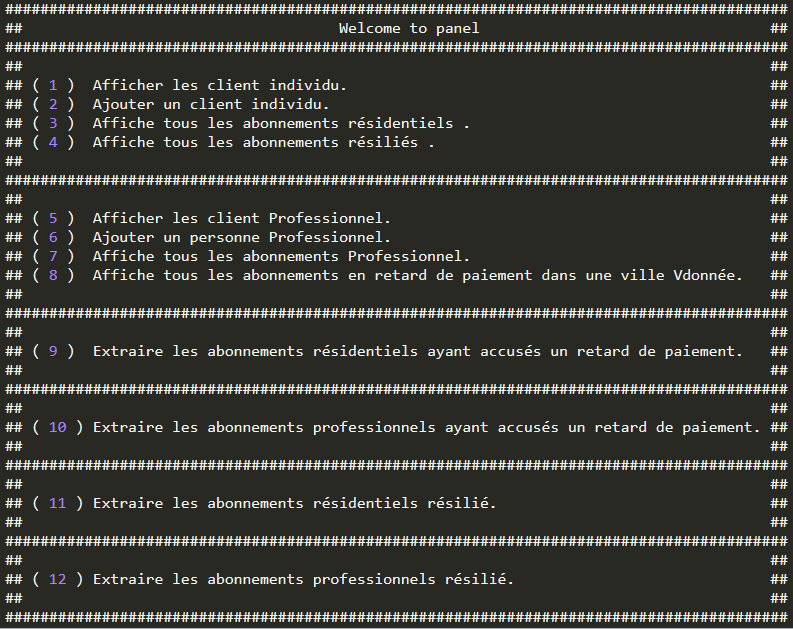 #########################################################################################
##                                    Welcome to panel                                 ##
#########################################################################################
##                                                                                     ##
## ( 1 )  Afficher les client individu.                                                ##
## ( 2 )  Ajouter un client individu.                                                  ##
## ( 3 )  Affiche tous les abonnements résidentiels .                                  ##
## ( 4 )  Affiche tous les abonnements résiliés .                                      ##
##                                                                                     ##
#########################################################################################
##                                                                                     ##
## ( 5 )  Afficher les client Professionnel.                                           ##
## ( 6 )  Ajouter un personne Professionnel.                                           ##
## ( 7 )  Affiche tous les abonnements Professionnel.                                  ##
## ( 8 )  Affiche tous les abonnements en retard de paiement dans une ville Vdonnée.   ##
##                                                                                     ##
#########################################################################################
##                                                                                     ##
## ( 9 )  Extraire les abonnements résidentiels ayant accusés un retard de paiement.   ##
##                                                                                     ##
#########################################################################################
##                                                                                     ##
## ( 10 ) Extraire les abonnements professionnels ayant accusés un retard de paiement. ##
##                                                                                     ##
#########################################################################################
##                                                                                     ##
## ( 11 ) Extraire les abonnements résidentiels résilié.                               ##
##                                                                                     ##
#########################################################################################
##                                                                                     ##
## ( 12 ) Extraire les abonnements professionnels résilié.                             ##
##                                                                                     ##
#########################################################################################